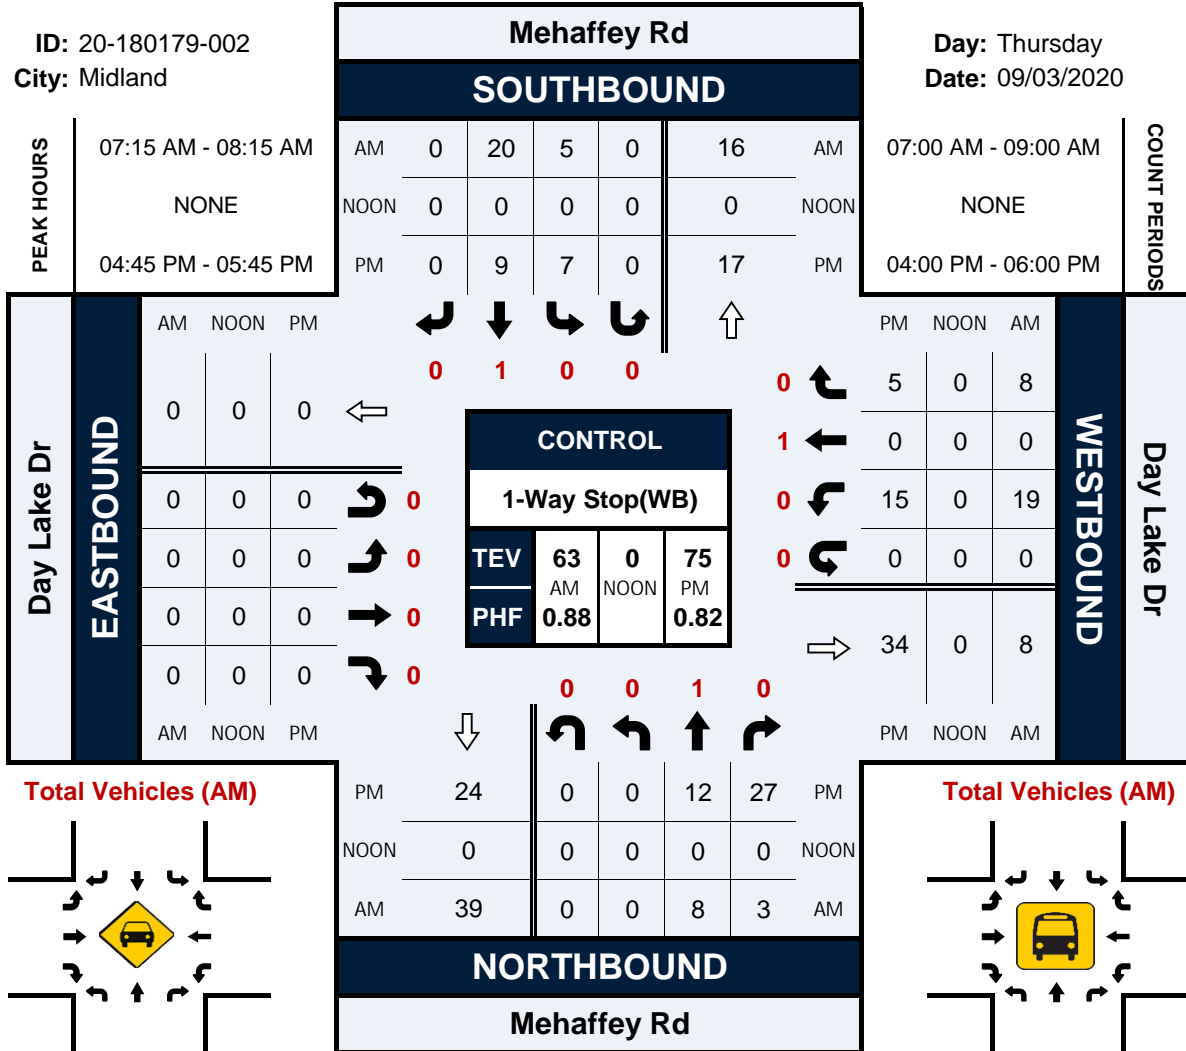 Mehaffey Rd
ID: 20-180179-002
Day: Thursday
City: Midland
Date: 09/03/2020
SOUTHBOUND
PEAK HOURS
07:15 AM - 08:15 AM
NONE
04:45 PM - 05:45 PM
AM 0 20 5 0 16 AM
NOON 0 0 0 0 0 NOON
PM 0 9 7 0 17 PM
07:00 AM - 09:00 AM
NONE
04:00 PM - 06:00 PM
COUNT PERIODS
0 1 0 0
Day Lake Dr
EASTBOUND
AM NOON PM
0 0 0
0 0 0 0
0 0 0 0
0 0 0 0
0 0 0 0
AM NOON PM
CONTROL
1-Way Stop(WB)
TEV 63 0 75
AM NOON PM
PHF 0.88 0.82
PM NOON AM
0 5 0 8
1 0 0 0
0 15 0 19
0 0 0 0
34 0 8
PM NOON AM
WESTBOUND
Day Lake Dr
0 0 1 0
Total Vehicles (AM)
PM 24 0 0 12 27 PM
NOON 0 0 0 0 0 NOON
AM 39 0 0 8 3 AM
Total Vehicles (AM)
NORTHBOUND
Mehaffey Rd